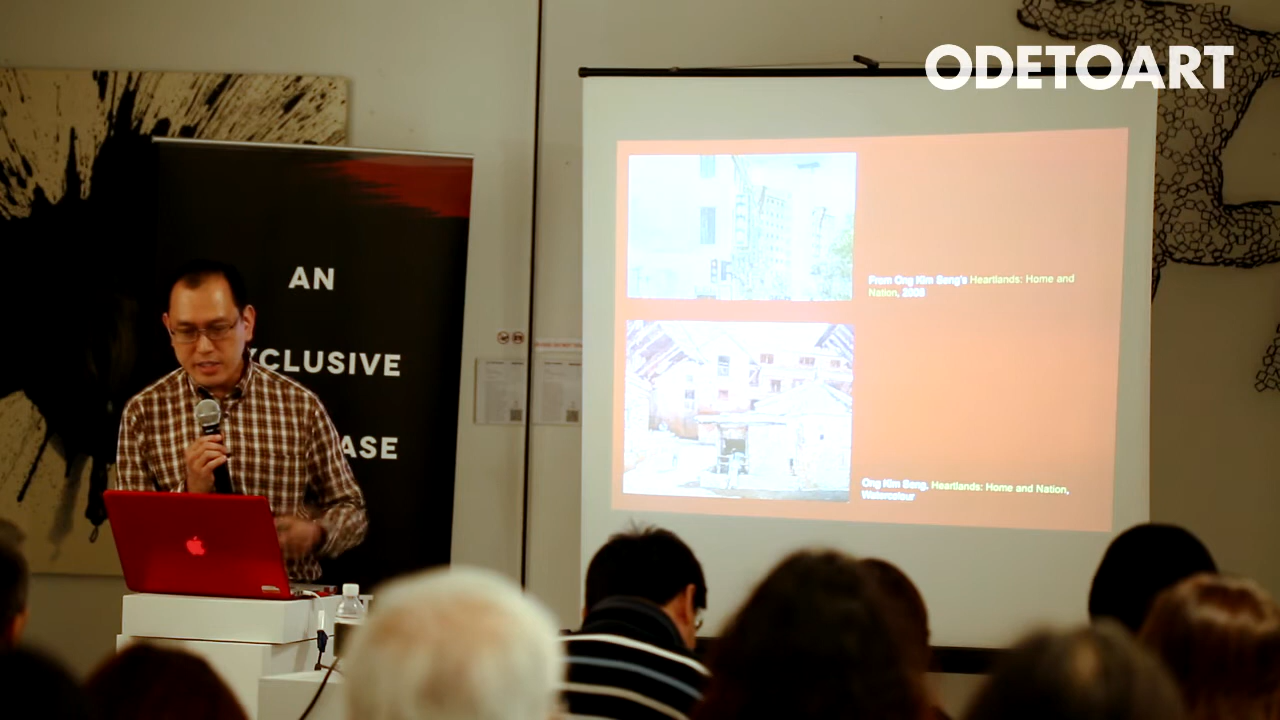 ODETOART
AN
XCLUSIVE
ASE
From Ong Kim Seng's Heartlands: Home and
Nation, 2008
Ong Kim Seng, Heartlands: Home and Nation,
Watercolour